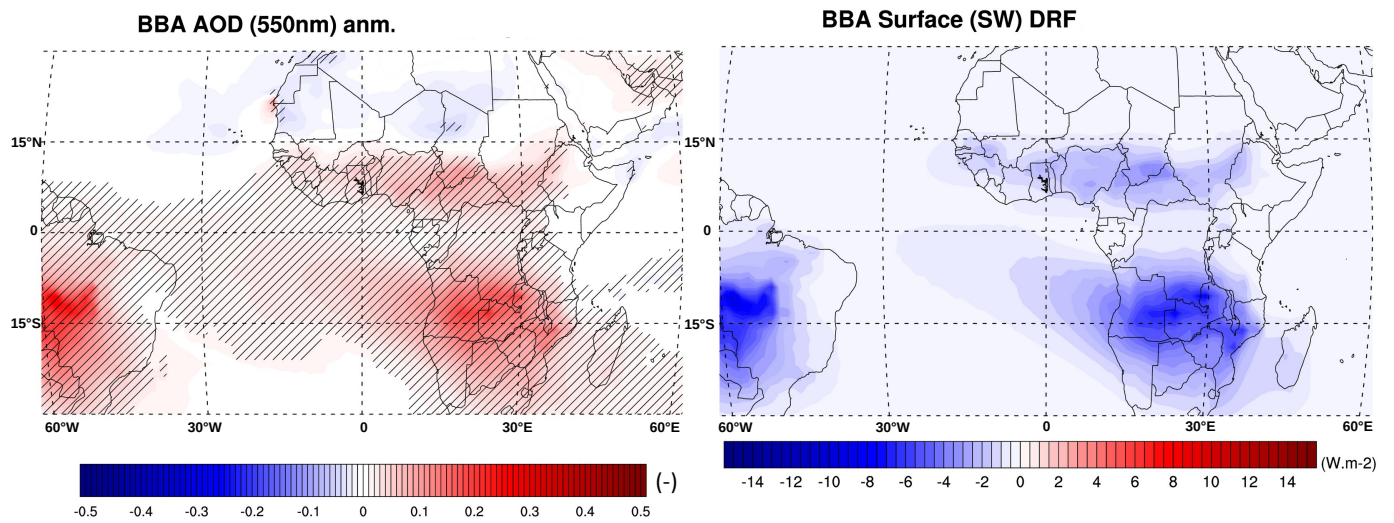 BBA AOD (550nm) anm.
BBA Surface (SW) DRF
15°N
0
15°S
60°W 30°W 0 30°E 60°E
15°N
0
15°S
60°W 30°W 0 30°E 60°E
-0.5 -0.4 -0.3 -0.2 -0.1 0 0.1 0.2 0.3 0.4 0.5
(-)
-14 -12 -10 -8 -6 -4 -2 0 2 4 6 8 10 12 14
(W.m-2)